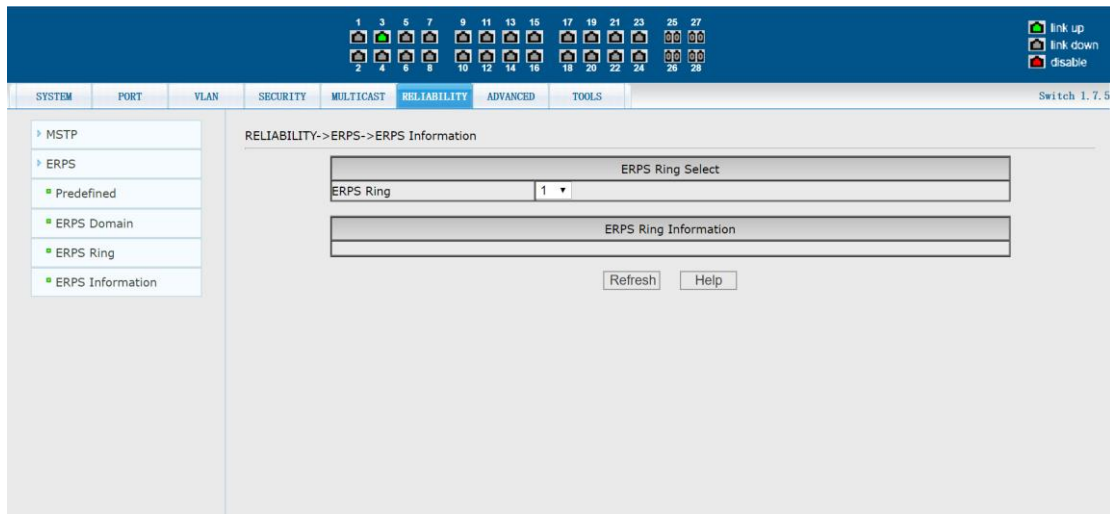 1 3 5 7 9 11 13 15 17 19 21 23 25 27
2 4 6 8 10 12 14 16 18 20 22 24 26 28
link up
link down
disable
SYSTEM PORT VLAN SECURITY MULTICAST RELIABILITY ADVANCED TOOLS Switch 1.7.5
MSTP
ERPS
Predefined
ERPS Domain
ERPS Ring
ERPS Information
RELIABILITY->ERPS->ERPS Information
ERPS Ring Select
ERPS Ring 1
ERPS Ring Information
Refresh Help